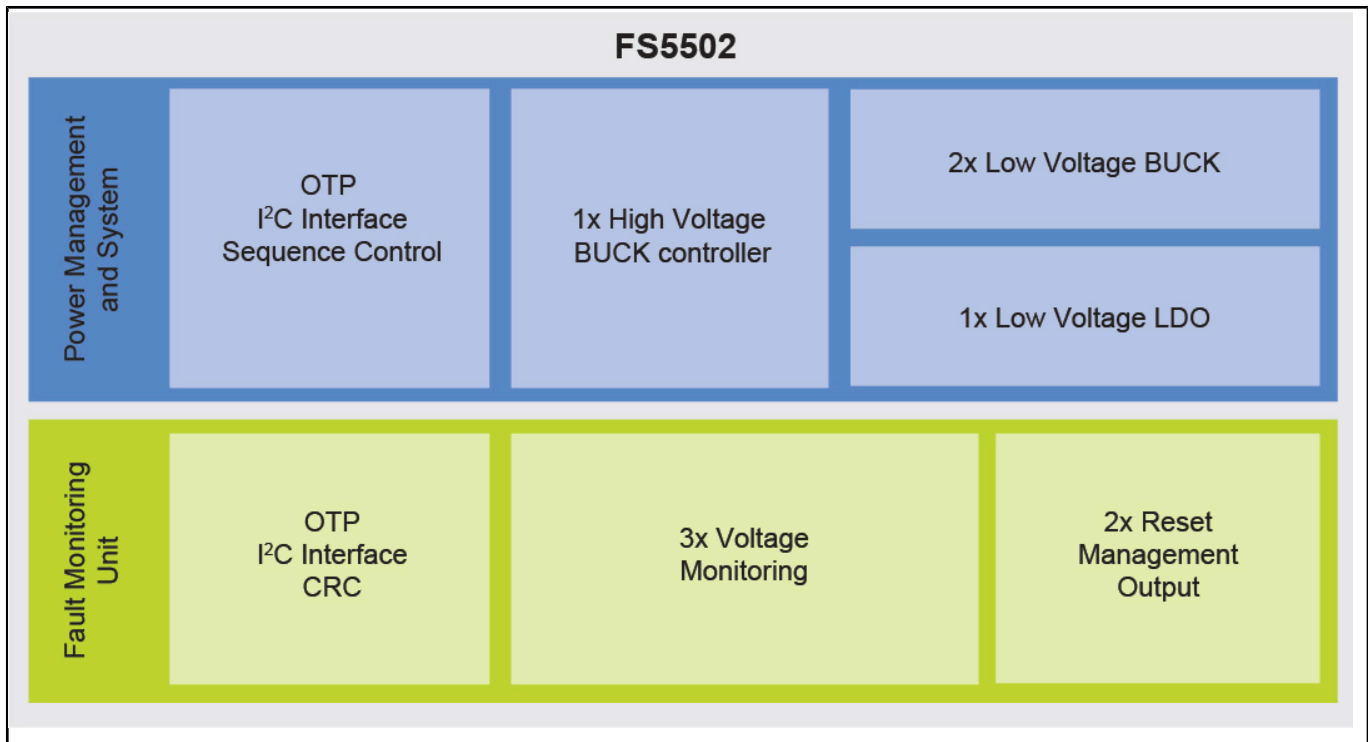 FS5502
Power Management
and System
OTP
I²C Interface
Sequence Control
1x High Voltage
BUCK controller
2x Low Voltage BUCK
1x Low Voltage LDO
Fault Monitoring
Unit
OTP
I²C Interface
CRC
3x Voltage
Monitoring
2x Reset
Management
Output